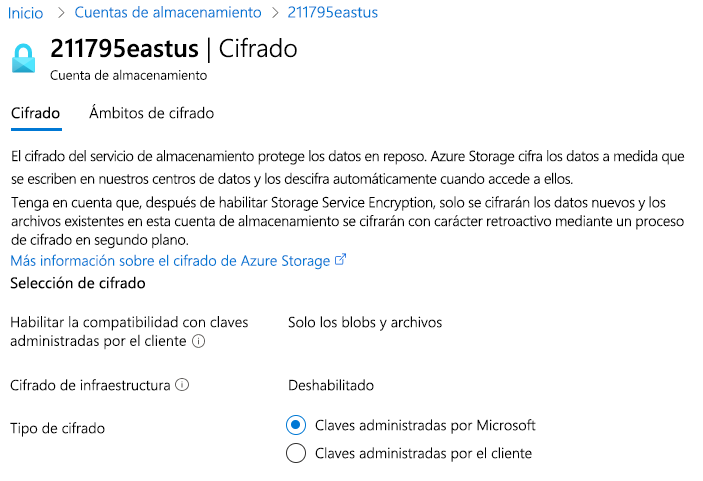 Inicio > Cuentas de almacenamiento > 211795eastus
211795eastus | Cifrado
Cuenta de almacenamiento
Cifrado Ámbitos de cifrado
El cifrado del servicio de almacenamiento protege los datos en reposo. Azure Storage cifra los datos a medida que
se escriben en nuestros centros de datos y los descifra automáticamente cuando accede a ellos.
Tenga en cuenta que, después de habilitar Storage Service Encryption, solo se cifrarán los datos nuevos y los
archivos existentes en esta cuenta de almacenamiento se cifrarán con carácter retroactivo mediante un proceso
de cifrado en segundo plano.
Más información sobre el cifrado de Azure Storage
Selección de cifrado
Habilitar la compatibilidad con claves
administradas por el cliente
Solo los blobs y archivos
Cifrado de infraestructura
Deshabilitado
Tipo de cifrado
Claves administradas por Microsoft
Claves administradas por el cliente